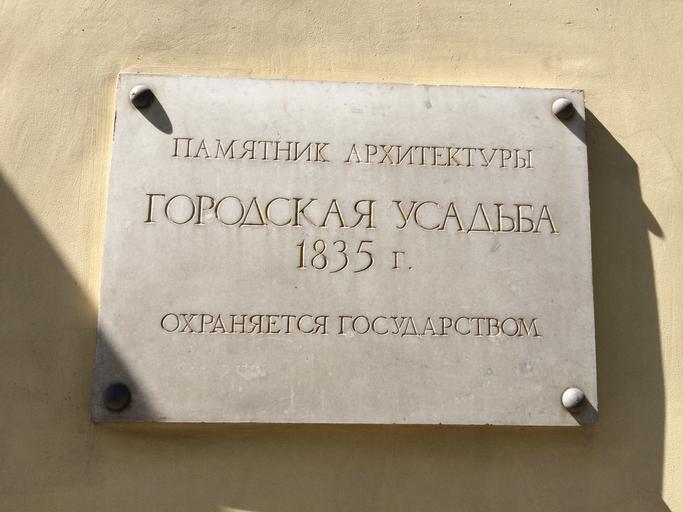 ПАМЯТНИК АРХИТЕКТУРЫ
ГОРОДСКАЯ УСАДЬБА
1835 г.
ОХРАНЯЕТСЯ ГОСУДАРСТВОМ